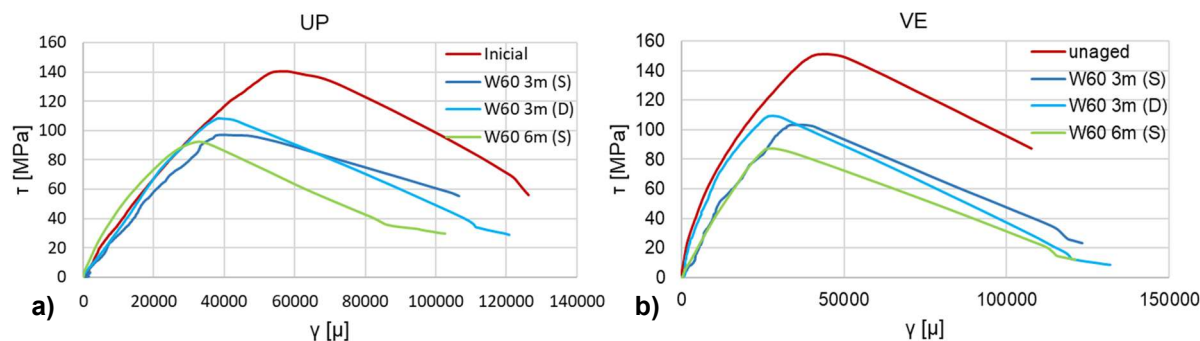 UP
160
140
120
100
80
60
40
20
0
τ [MPa]
0 20000 40000 60000 80000 100000 120000 140000
γ [µ]
Inicial
W60 3m (S)
W60 3m (D)
W60 6m (S)
a)
VE
160
140
120
100
80
60
40
20
0
τ [MPa]
0 50000 100000 150000
γ [µ]
unaged
W60 3m (S)
W60 3m (D)
W60 6m (S)
b)